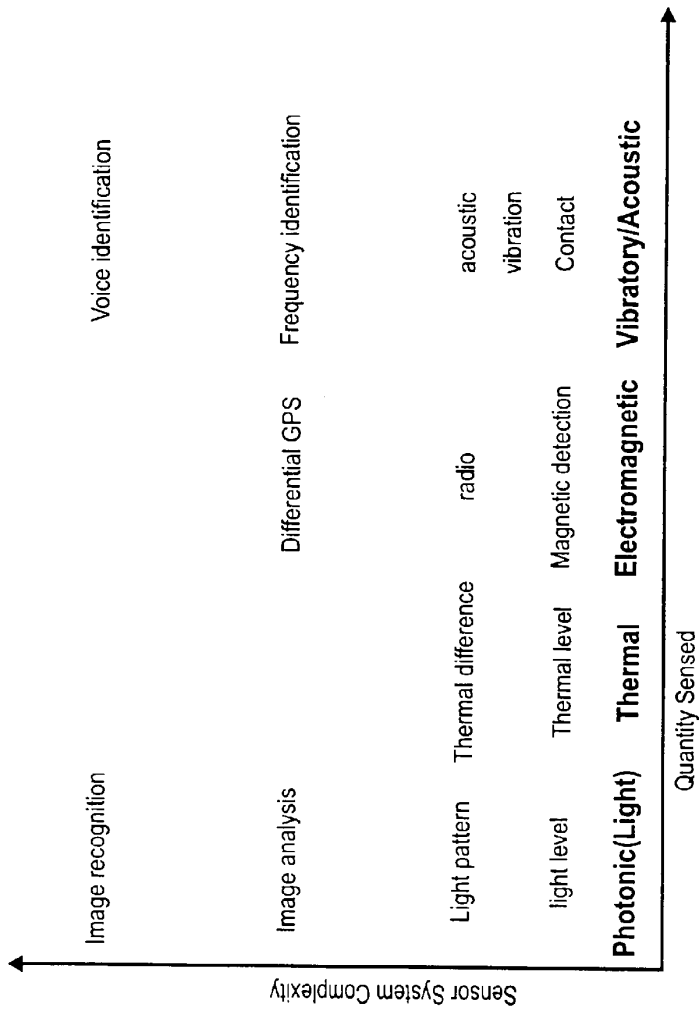 Sensor System Complexity
Image recognition Voice identification
Image analysis Differential GPS Frequency identification
Light pattern Thermal difference radio acoustic
vibration
light level Thermal level Magnetic detection Contact
Photonic(Light) Thermal Electromagnetic Vibratory/Acoustic
Quantity Sensed